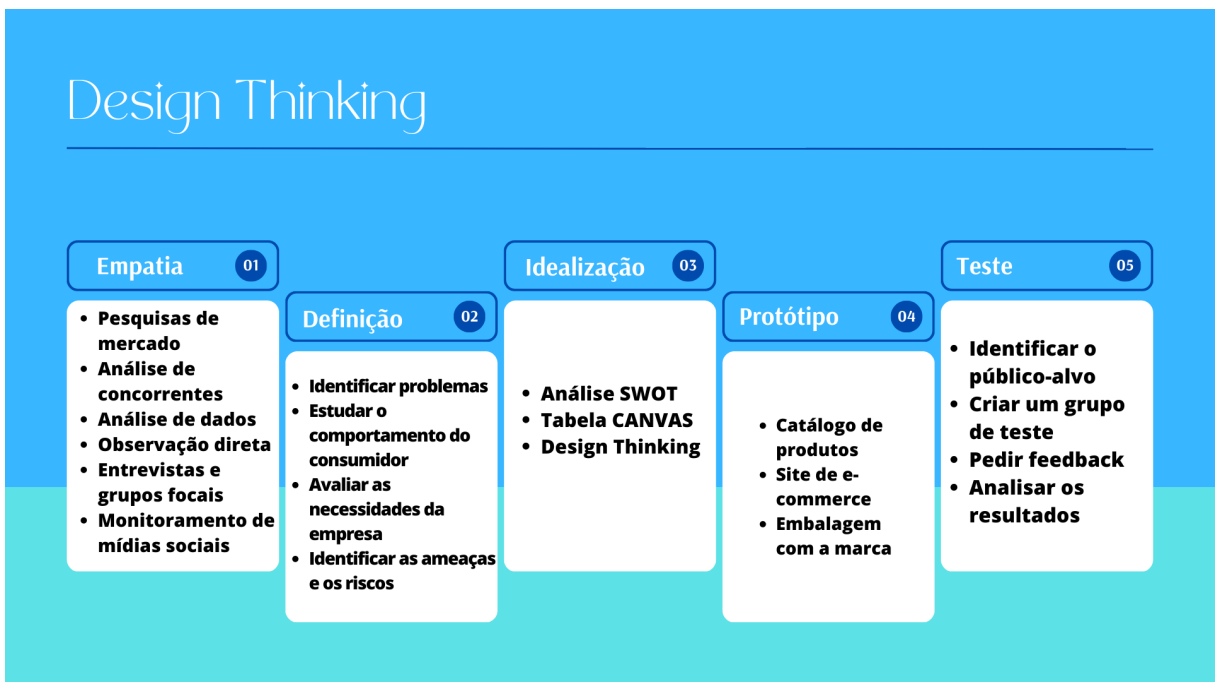 Design Thinking
Empatia 01
• Pesquisas de
mercado
• Análise de
concorrentes
• Análise de dados
• Observação direta
• Entrevistas e
grupos focais
• Monitoramento de
mídias sociais
Definição 02
• Identificar problemas
• Estudar o
comportamento do
consumidor
• Avaliar as
necessidades da
empresa
• Identificar as ameaças
e os riscos
Idealização 03
• Análise SWOT
• Tabela CANVAS
• Design Thinking
Protótipo 04
• Catálogo de
produtos
• Site de e-
commerce
• Embalagem
com a marca
Teste 05
• Identificar o
público-alvo
• Criar um grupo
de teste
• Pedir feedback
• Analisar os
resultados